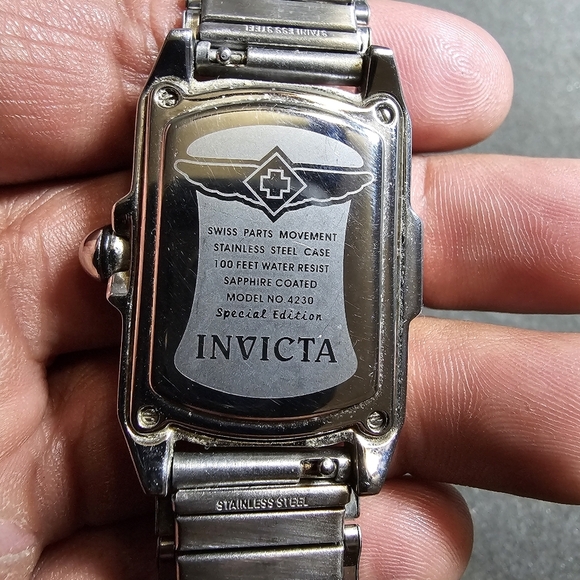 STAINLESS STEEL
SWISS PARTS MOVEMENT
STAINLESS STEEL CASE
100 FEET WATER RESIST
SAPPHIRE COATED
MODEL NO 4230
Special Edition
INVICTA
STAINLESS STEEL